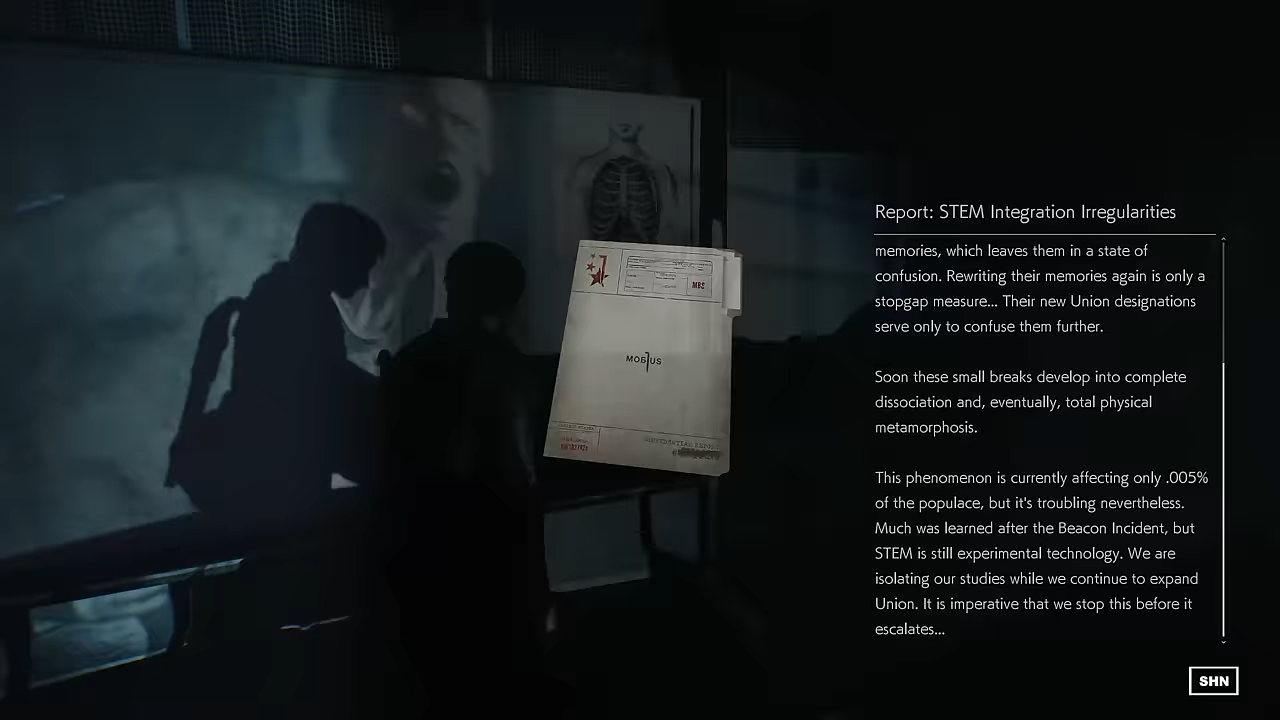 Report: STEM Integration Irregularities
memories, which leaves them in a state of
confusion. Rewriting their memories again is only a
stopgap measure... Their new Union designations
serve only to confuse them further.
Soon these small breaks develop into complete
dissociation and, eventually, total physical
metamorphosis.
This phenomenon is currently affecting only .005%
of the populace, but it's troubling nevertheless.
Much was learned after the Beacon Incident, but
STEM is still experimental technology. We are
isolating our studies while we continue to expand
Union. It is imperative that we stop this before it
escalates...
MBS
MOBIUS
CONFIDENTIAL REPORT
SHN